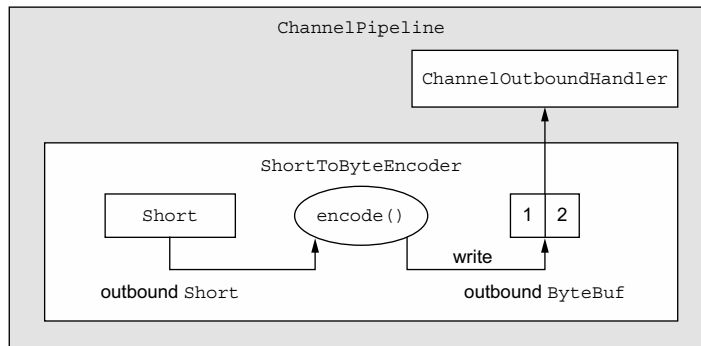 ChannelPipeline
ChannelOutboundHandler
ShortToByteEncoder
Short
encode()
1 2
write
outbound Short
outbound ByteBuf